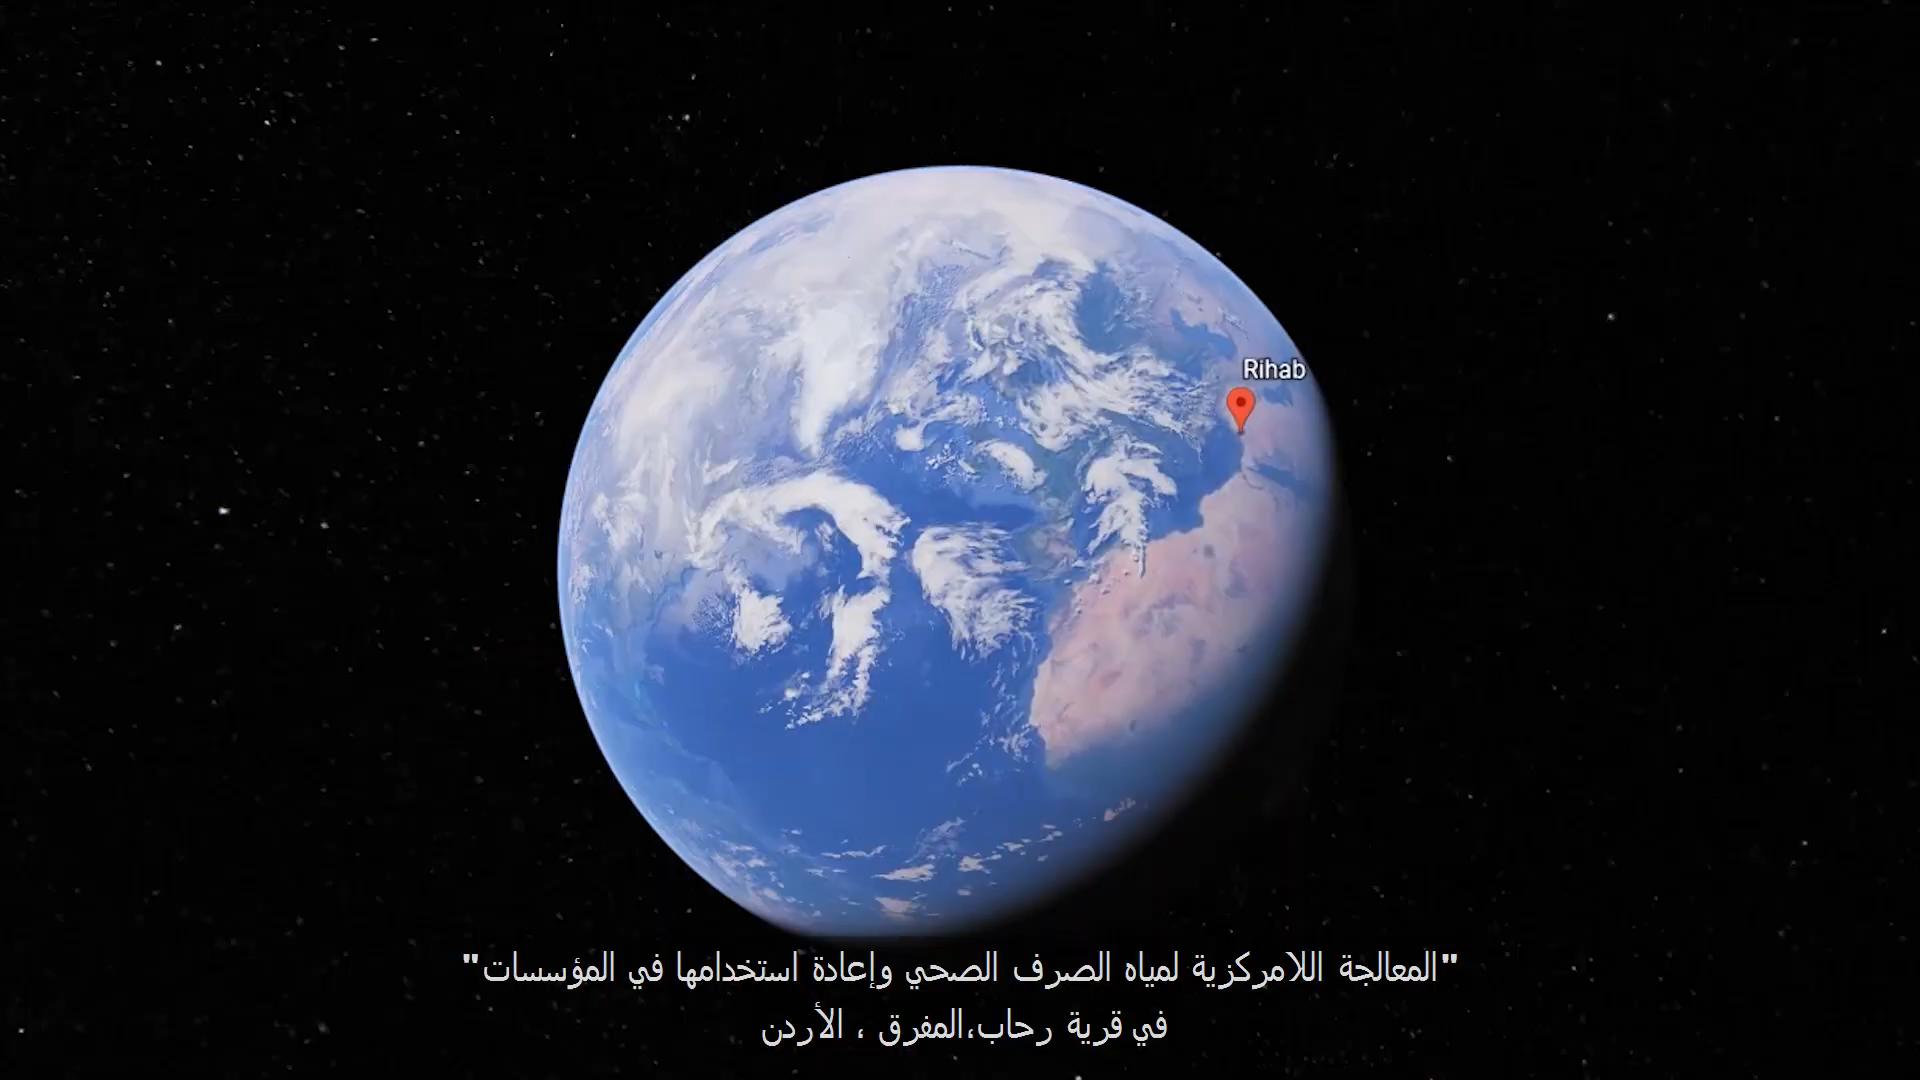 Rihab
"المعالجة اللامركزية لمياه الصرف الصحي وإعادة استخدامها في المؤسسات"
في قرية رحاب،المفرق ، الأردن